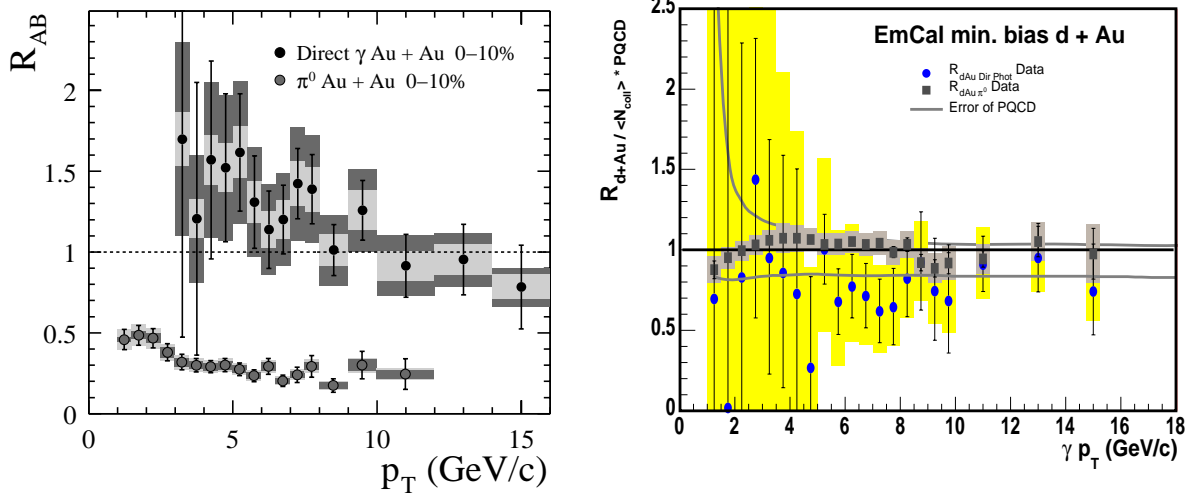 R_AB
2
1.5
1
0.5
0
Direct γ Au + Au 0–10%
π⁰ Au + Au 0–10%
0 5 10 15
p_T (GeV/c)
R_d+Au / <N_coll> * PQCD
2.5
2
1.5
1
0.5
0
EmCal min. bias d + Au
R_dAu Dir Phot Data
R_dAu π⁰ Data
Error of PQCD
0 2 4 6 8 10 12 14 16 18
γ p_T (GeV/c)